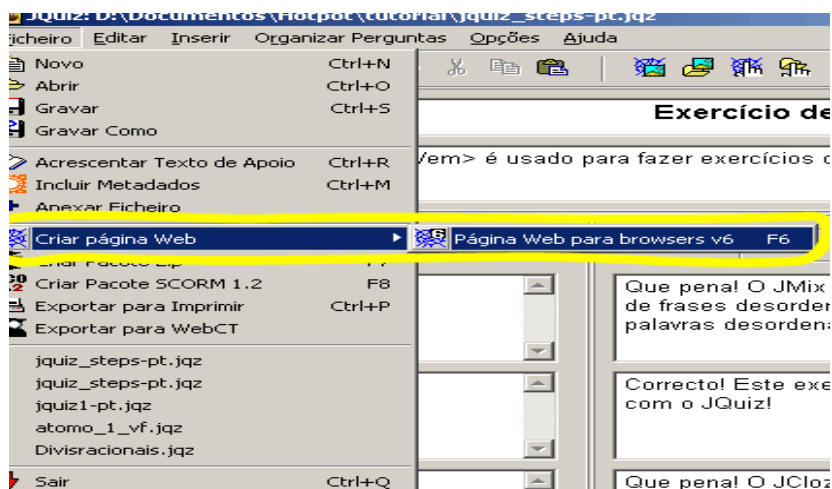 JQuiz: D:\Documentos\Hotpot\tutorial\jquiz_steps-pt.jqz
Ficheiro Editar Inserir Organizar Perguntas Opções Ajuda
Novo Ctrl+N
Abrir Ctrl+O
Gravar Ctrl+S
Gravar Como
Exercício de
Acrescentar Texto de Apoio Ctrl+R
/em> é usado para fazer exercícios
Incluir Metadados Ctrl+M
Anexar Ficheiro
Criar página Web
Página Web para browsers v6 F6
Criar Pacote Zip F7
Criar Pacote SCORM 1.2 F8
Exportar para Imprimir Ctrl+P
Exportar para WebCT
Que pena! O JMix
de frases desorden
palavras desordena
jquiz_steps-pt.jqz
jquiz_steps-pt.jqz
jquiz1-pt.jqz
atomo_1_vf.jqz
Divisracionais.jqz
Correcto! Este exe
com o JQuiz!
Sair Ctrl+Q
Que pena! O JCloz